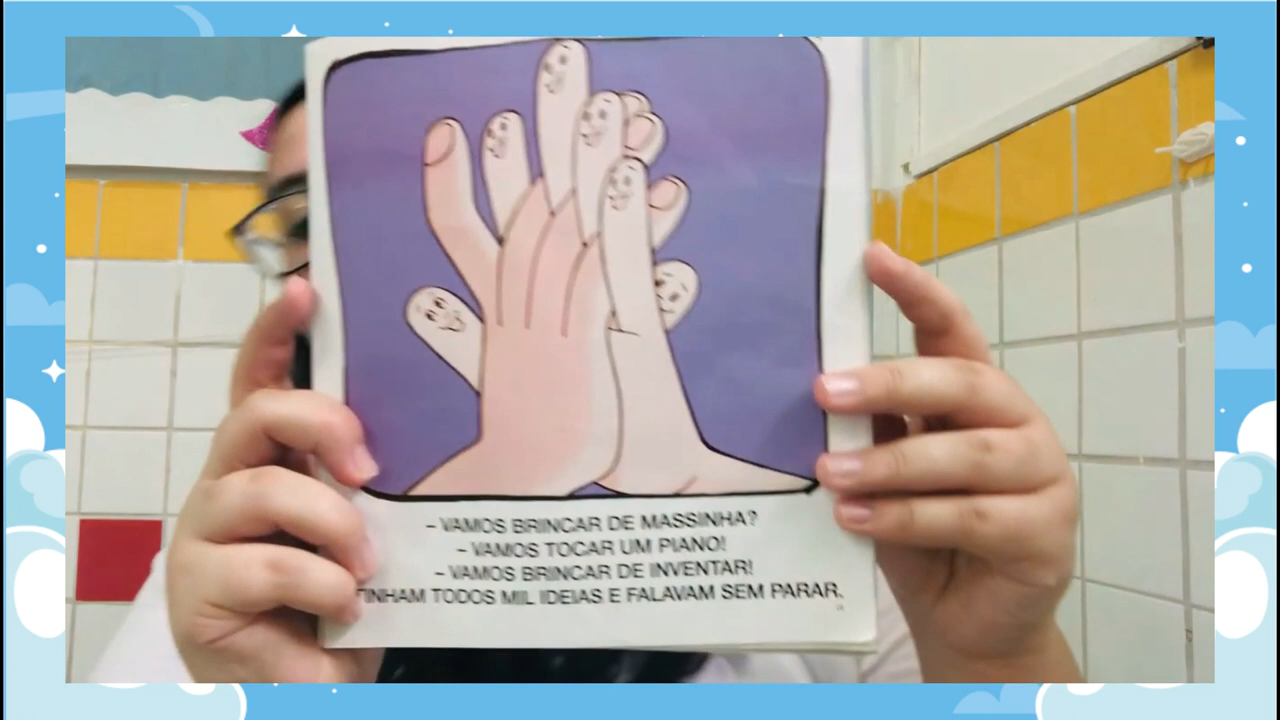 – VAMOS BRINCAR DE MASSINHA?
– VAMOS TOCAR UM PIANO!
– VAMOS BRINCAR DE INVENTAR!
TINHAM TODOS MIL IDEIAS E FALAVAM SEM PARAR.